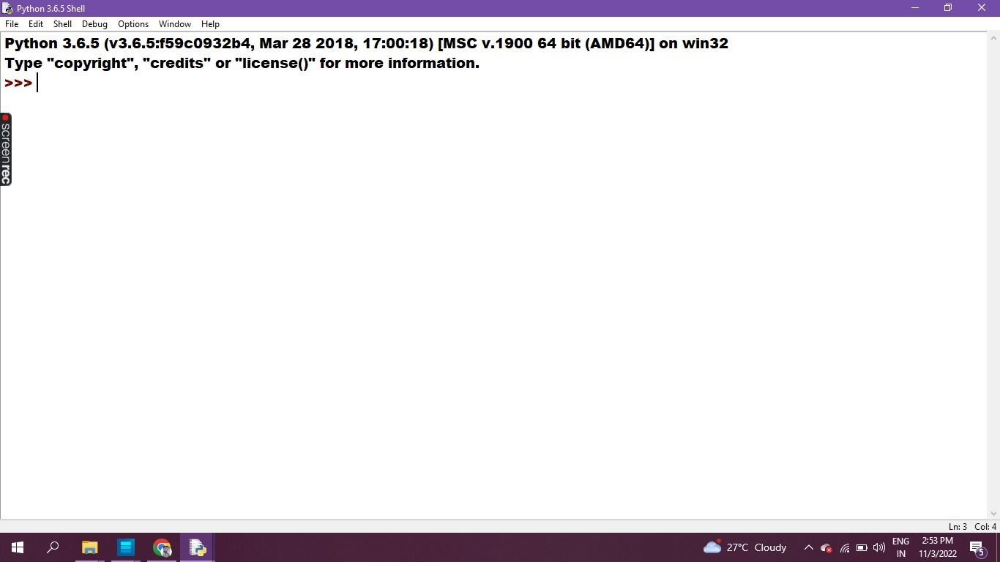 Python 3.6.5 Shell
File Edit Shell Debug Options Window Help
Python 3.6.5 (v3.6.5:f59c0932b4, Mar 28 2018, 17:00:18) [MSC v.1900 64 bit (AMD64)] on win32
Type "copyright", "credits" or "license()" for more information.
>>>
screenrec
Ln: 3 Col: 4
27°C Cloudy
ENG
IN
2:53 PM
11/3/2022
5